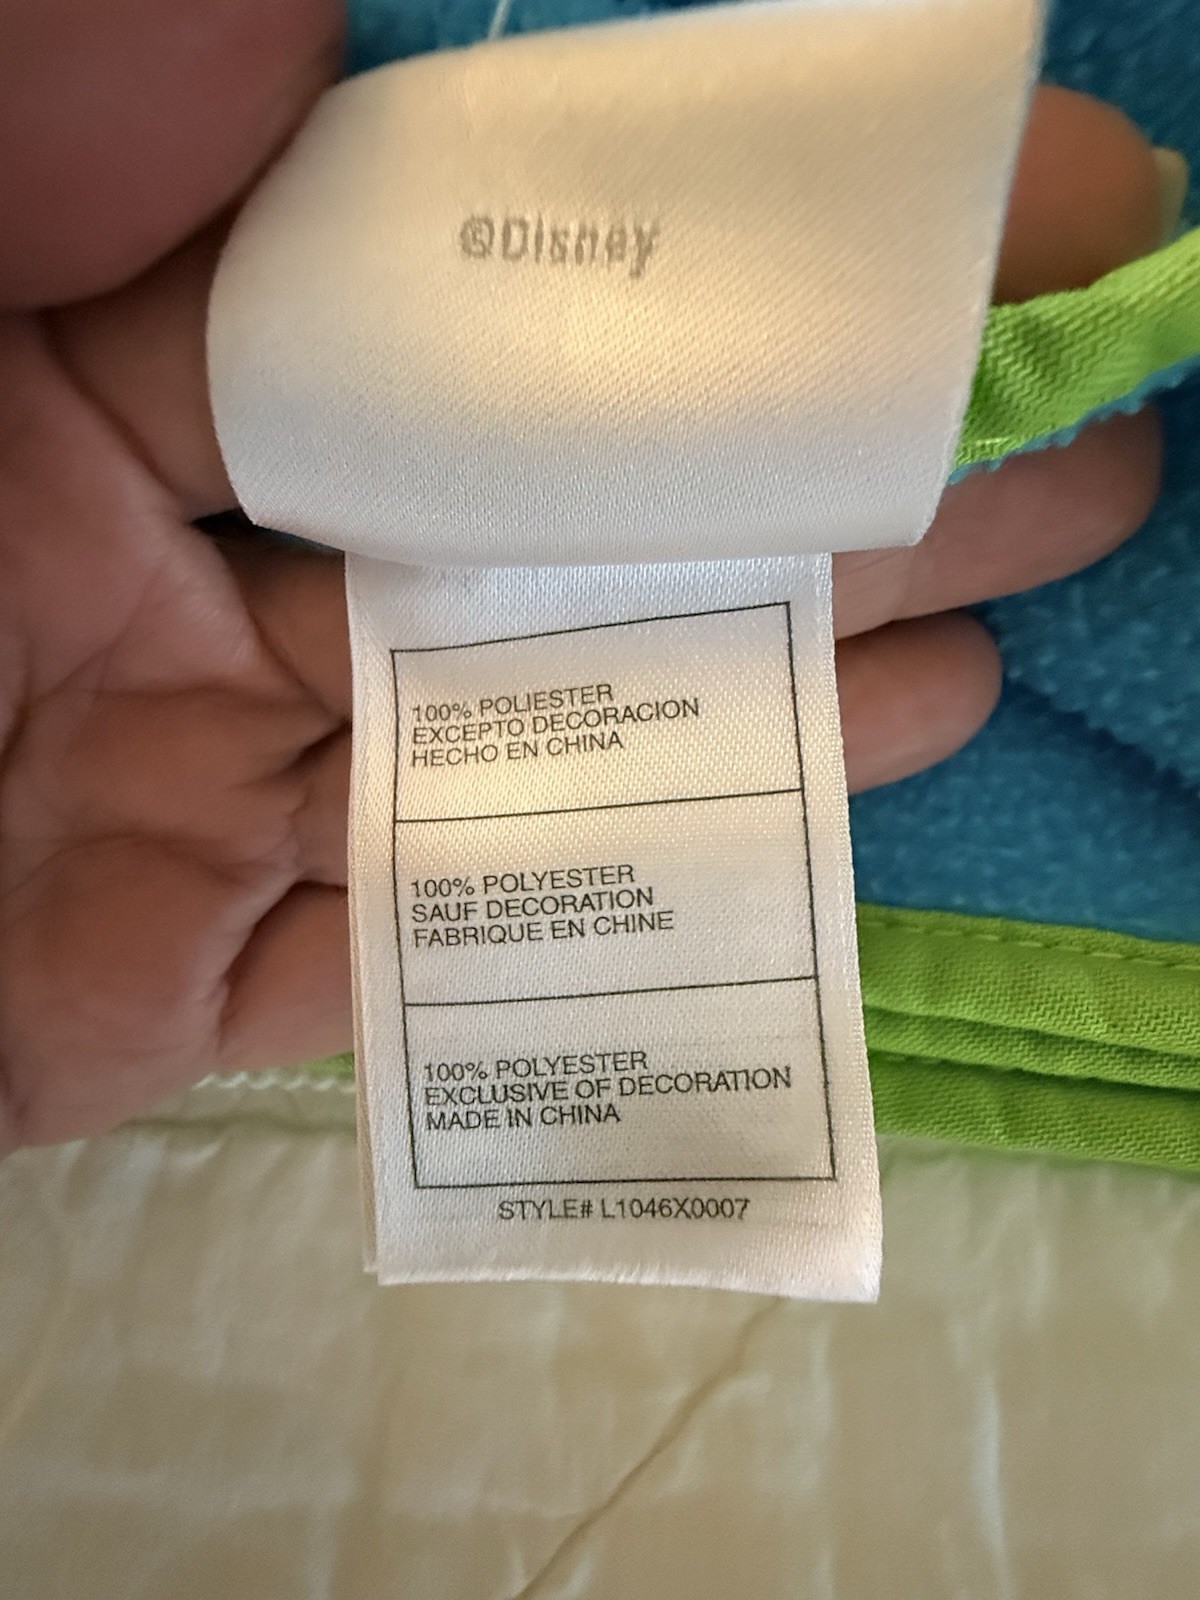 ©Disney
100% POLIESTER
EXCEPTO DECORACION
HECHO EN CHINA
100% POLYESTER
SAUF DECORATION
FABRIQUE EN CHINE
100% POLYESTER
EXCLUSIVE OF DECORATION
MADE IN CHINA
STYLE# L1046X0007